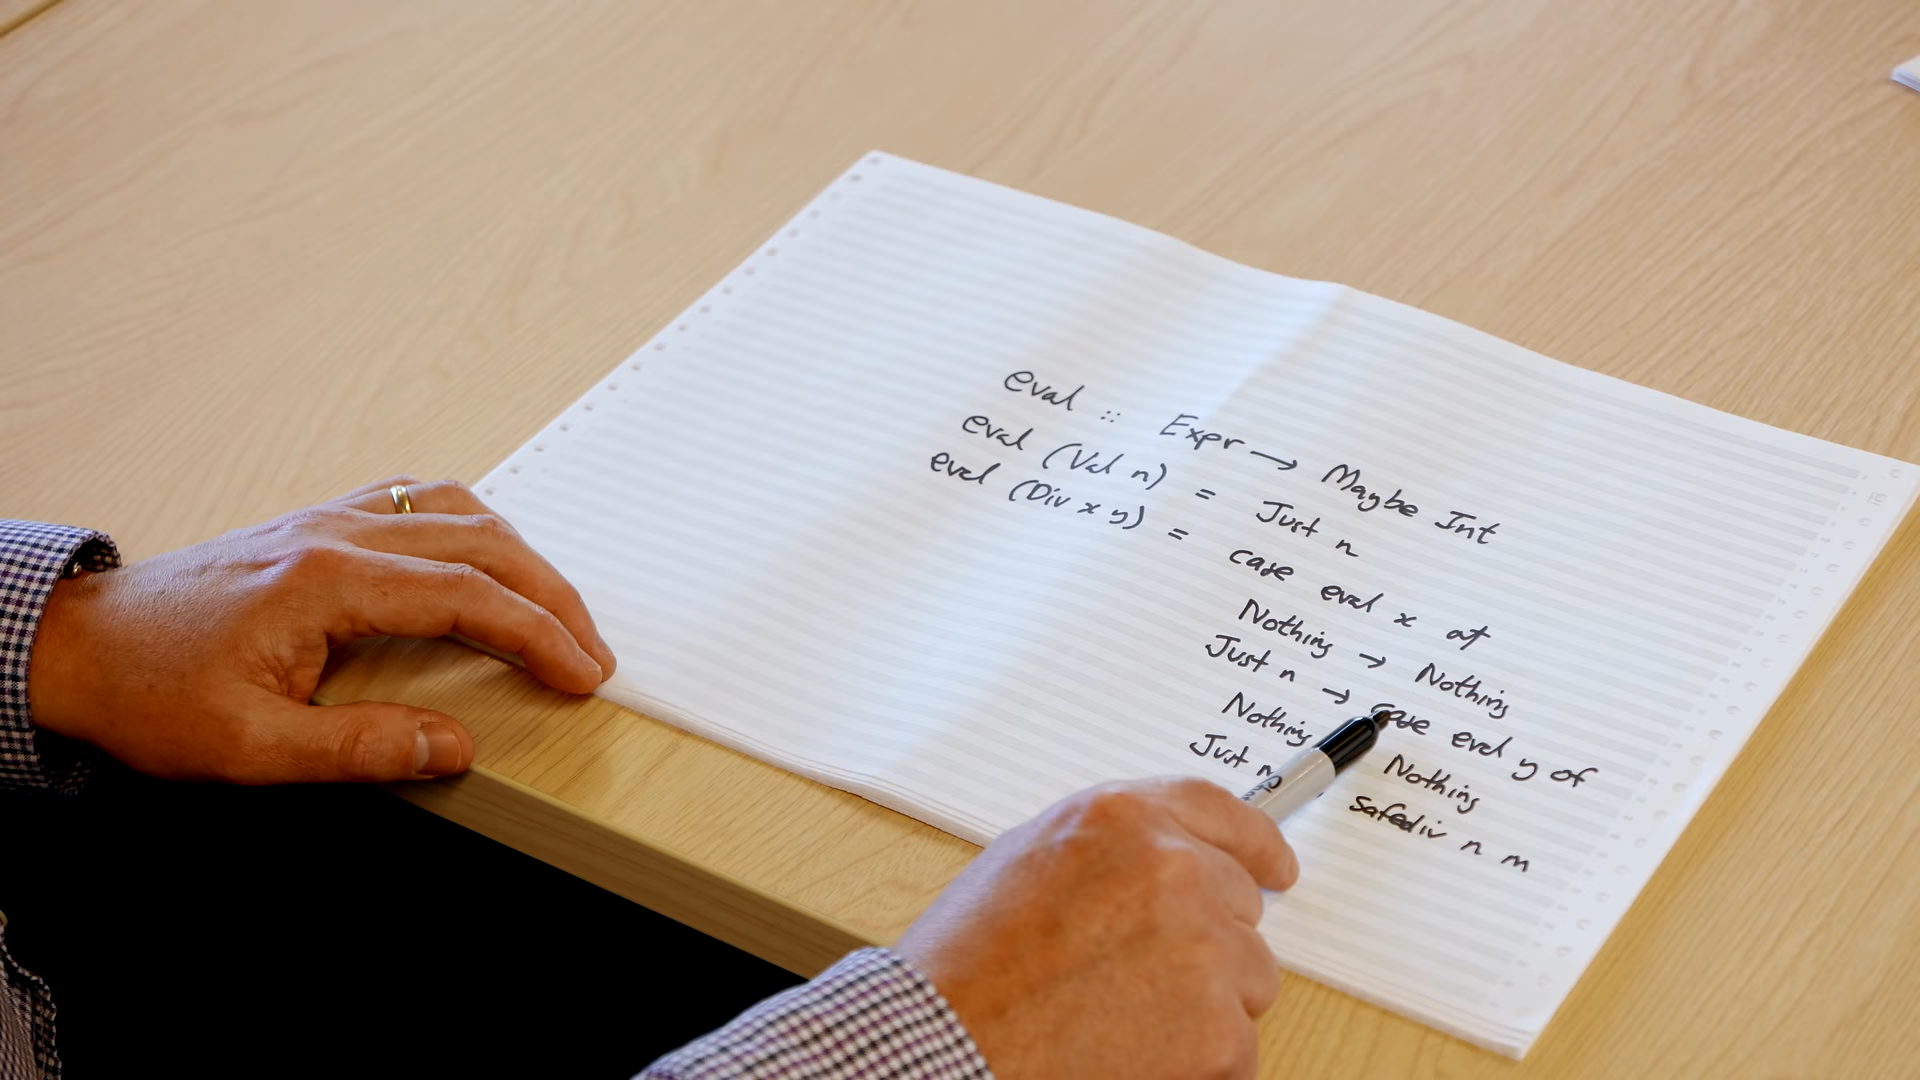 eval :: Expr → Maybe Int
eval (Val n) = Just n
eval (Div x y) = case eval x of
Nothing → Nothing
Just n → case eval y of
Nothing Nothing
Just m safediv n m